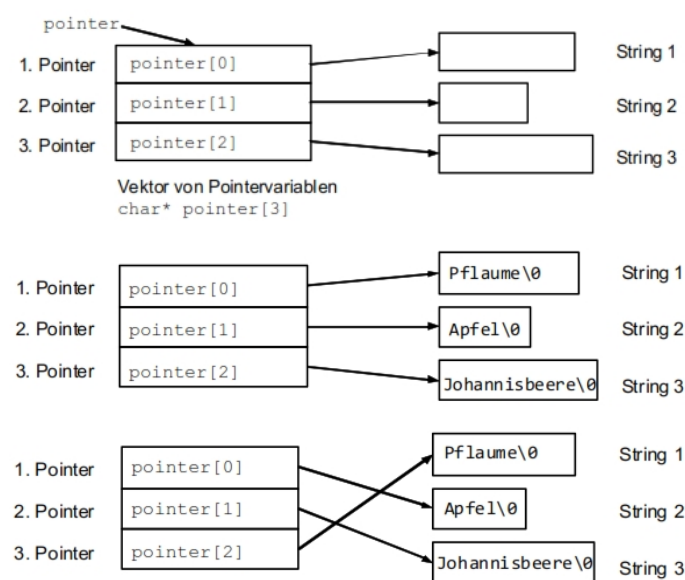 pointer
1. Pointer pointer[0] String 1
2. Pointer pointer[1] String 2
3. Pointer pointer[2] String 3
Vektor von Pointervariablen
char* pointer[3]
1. Pointer pointer[0] Pflaume\0 String 1
2. Pointer pointer[1] Apfel\0 String 2
3. Pointer pointer[2] Johannisbeere\0 String 3
1. Pointer pointer[0] Pflaume\0 String 1
2. Pointer pointer[1] Apfel\0 String 2
3. Pointer pointer[2] Johannisbeere\0 String 3